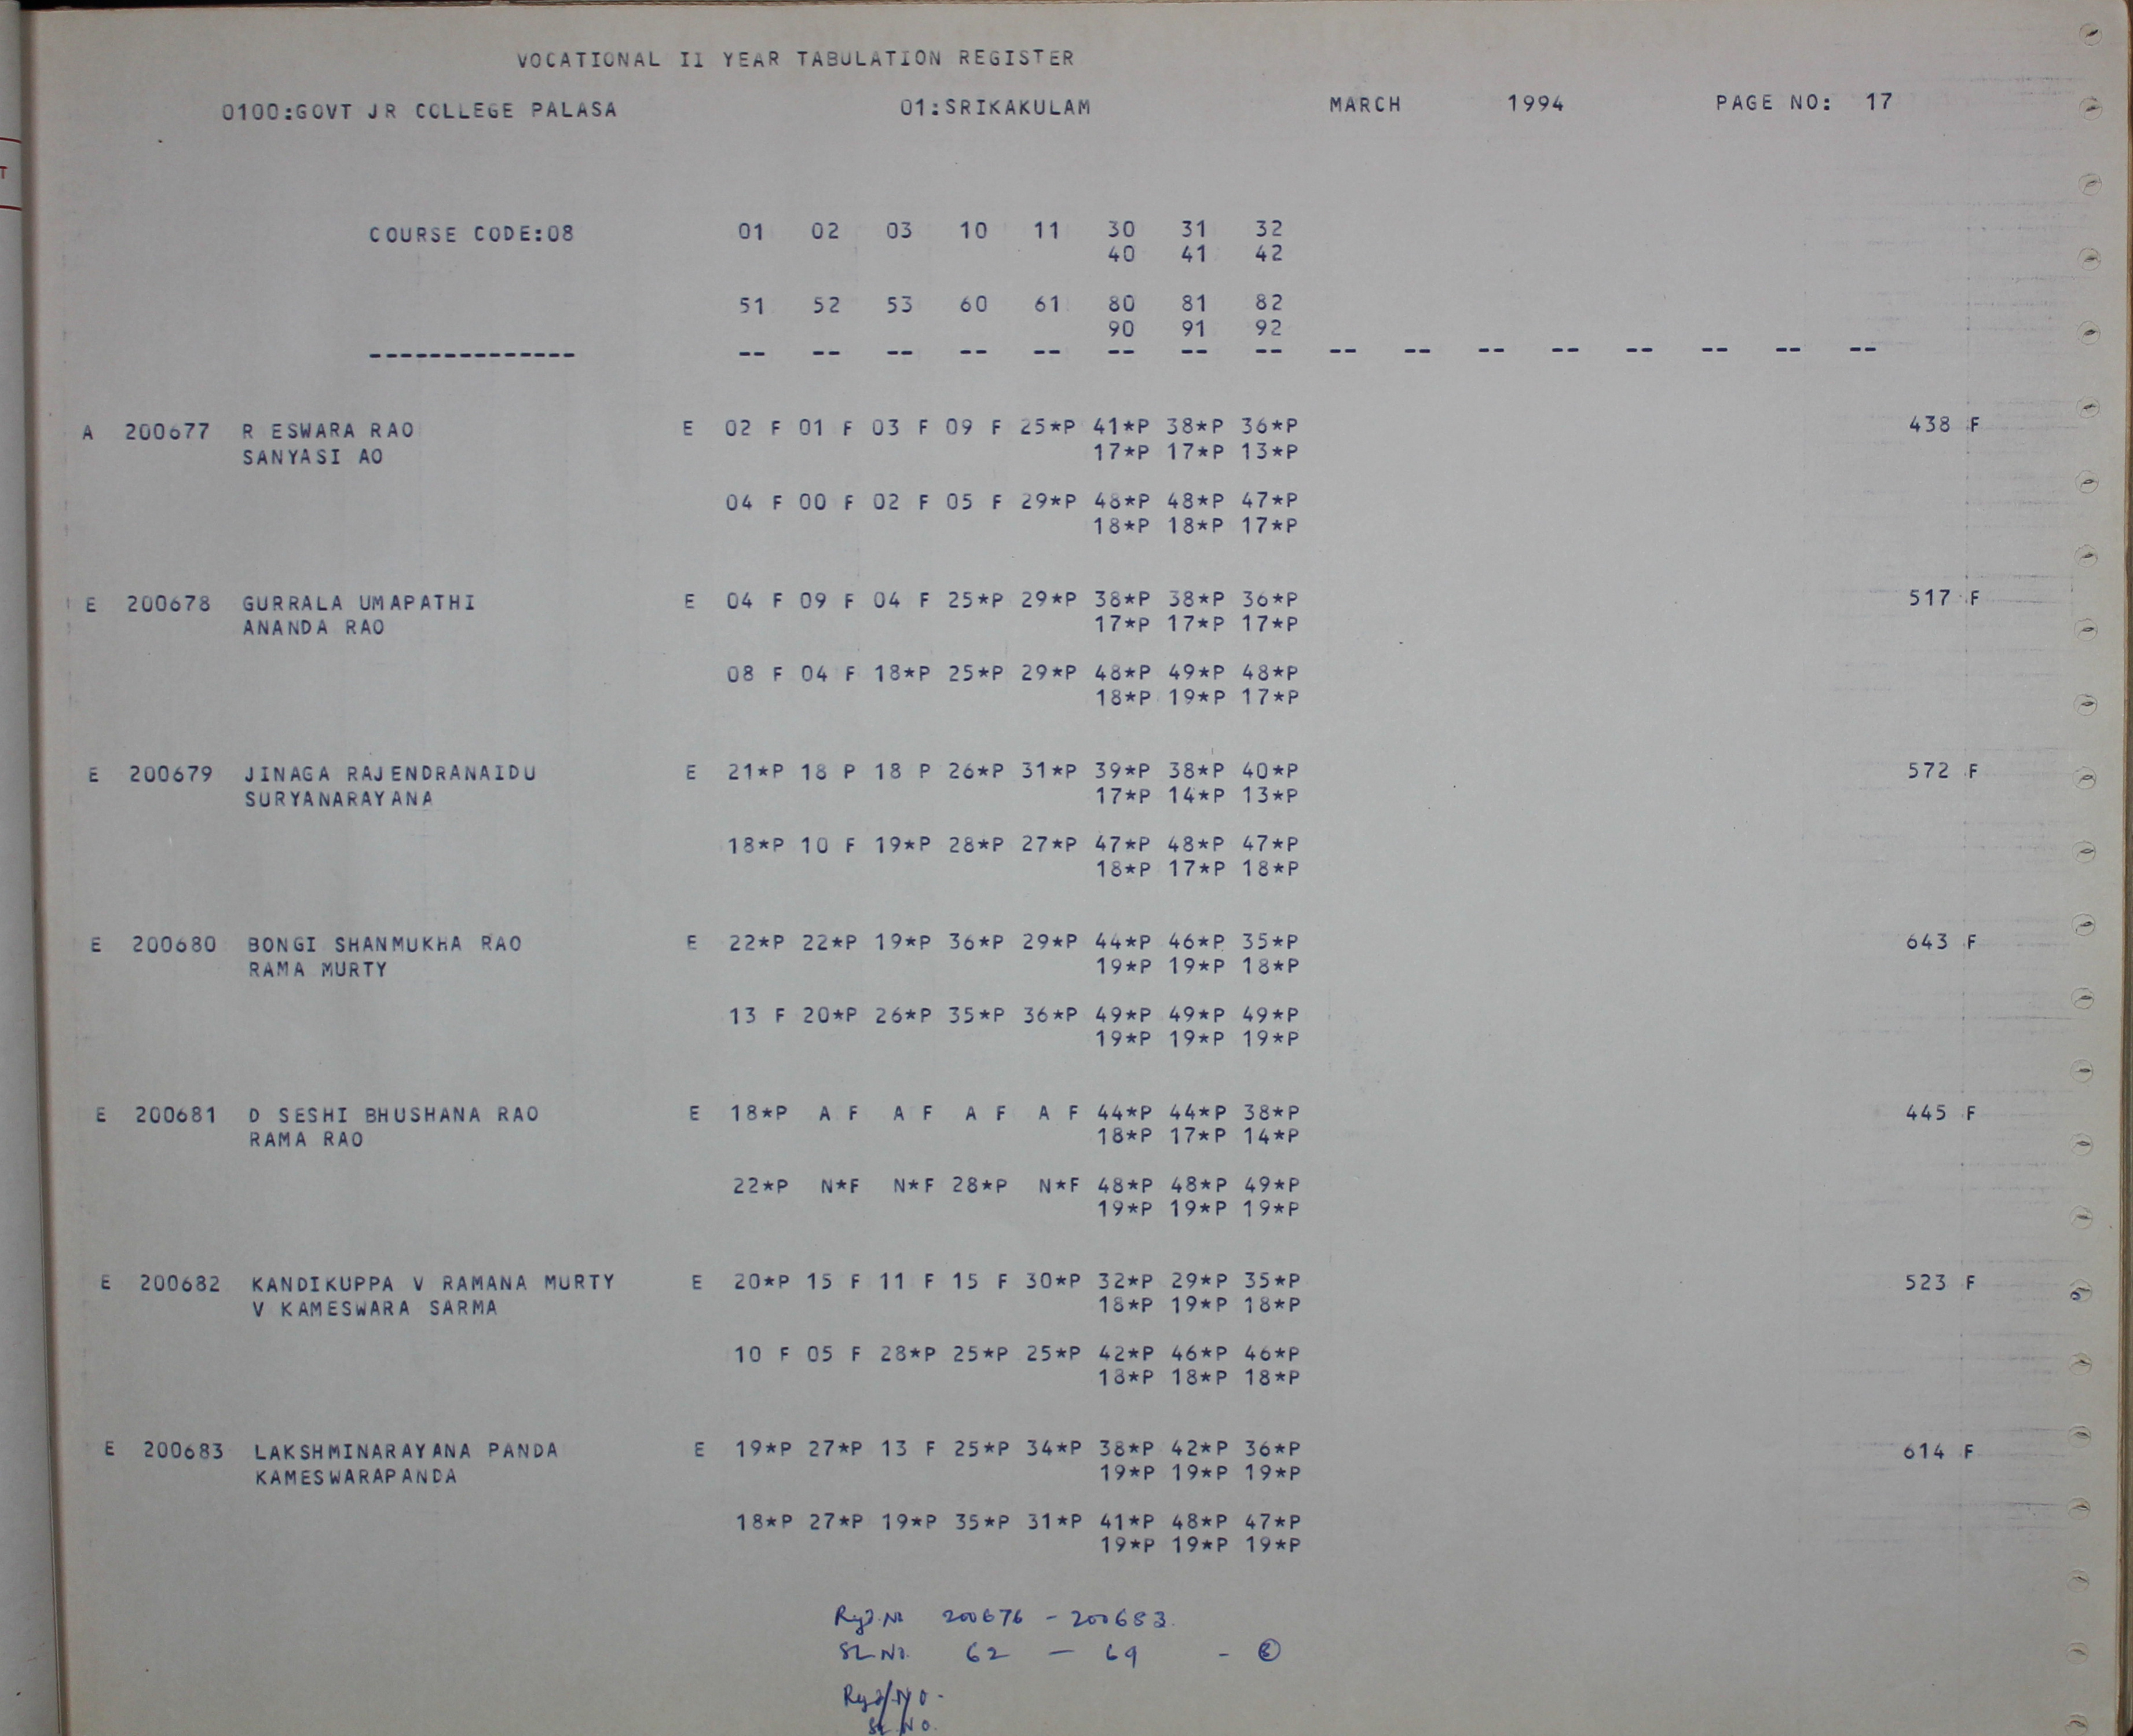 VOCATIONAL II YEAR TABULATION REGISTER
0100:GOVT JR COLLEGE PALASA 01:SRIKAKULAM MARCH 1994 PAGE NO: 17
T
COURSE CODE:08 01 02 03 10 11 30 31 32
40 41 42
51 52 53 60 61 80 81 82
90 91 92
-------------- -- -- -- -- -- -- -- -- -- -- -- -- -- -- -- --
A 200677 R ESWARA RAO E 02 F 01 F 03 F 09 F 25*P 41*P 38*P 36*P 438 F
SANYASI AO 17*P 17*P 13*P
04 F 00 F 02 F 05 F 29*P 48*P 48*P 47*P
18*P 18*P 17*P
E 200678 GURRALA UMAPATHI E 04 F 09 F 04 F 25*P 29*P 38*P 38*P 36*P 517 F
ANANDA RAO 17*P 17*P 17*P
08 F 04 F 18*P 25*P 29*P 48*P 49*P 48*P
18*P 19*P 17*P
E 200679 JINAGA RAJENDRANAIDU E 21*P 18 P 18 P 26*P 31*P 39*P 38*P 40*P 572 F
SURYANARAYANA 17*P 14*P 13*P
18*P 10 F 19*P 28*P 27*P 47*P 48*P 47*P
18*P 17*P 18*P
E 200680 BONGI SHANMUKHA RAO E 22*P 22*P 19*P 36*P 29*P 44*P 46*P 35*P 643 F
RAMA MURTY 19*P 19*P 18*P
13 F 20*P 26*P 35*P 36*P 49*P 49*P 49*P
19*P 19*P 19*P
E 200681 D SESHI BHUSHANA RAO E 18*P A F A F A F A F 44*P 44*P 38*P 445 F
RAMA RAO 18*P 17*P 14*P
22*P N*F N*F 28*P N*F 48*P 48*P 49*P
19*P 19*P 19*P
E 200682 KANDIKUPPA V RAMANA MURTY E 20*P 15 F 11 F 15 F 30*P 32*P 29*P 35*P 523 F
V KAMESWARA SARMA 18*P 19*P 18*P
10 F 05 F 28*P 25*P 25*P 42*P 46*P 46*P
18*P 18*P 18*P
E 200683 LAKSHMINARAYANA PANDA E 19*P 27*P 13 F 25*P 34*P 38*P 42*P 36*P 614 F
KAMESWARAPANDA 19*P 19*P 19*P
18*P 27*P 19*P 35*P 31*P 41*P 48*P 47*P
19*P 19*P 19*P
Rgd.No 200676 - 200683.
SL No. 62 - 69 -
Rgd/No.
SL No.